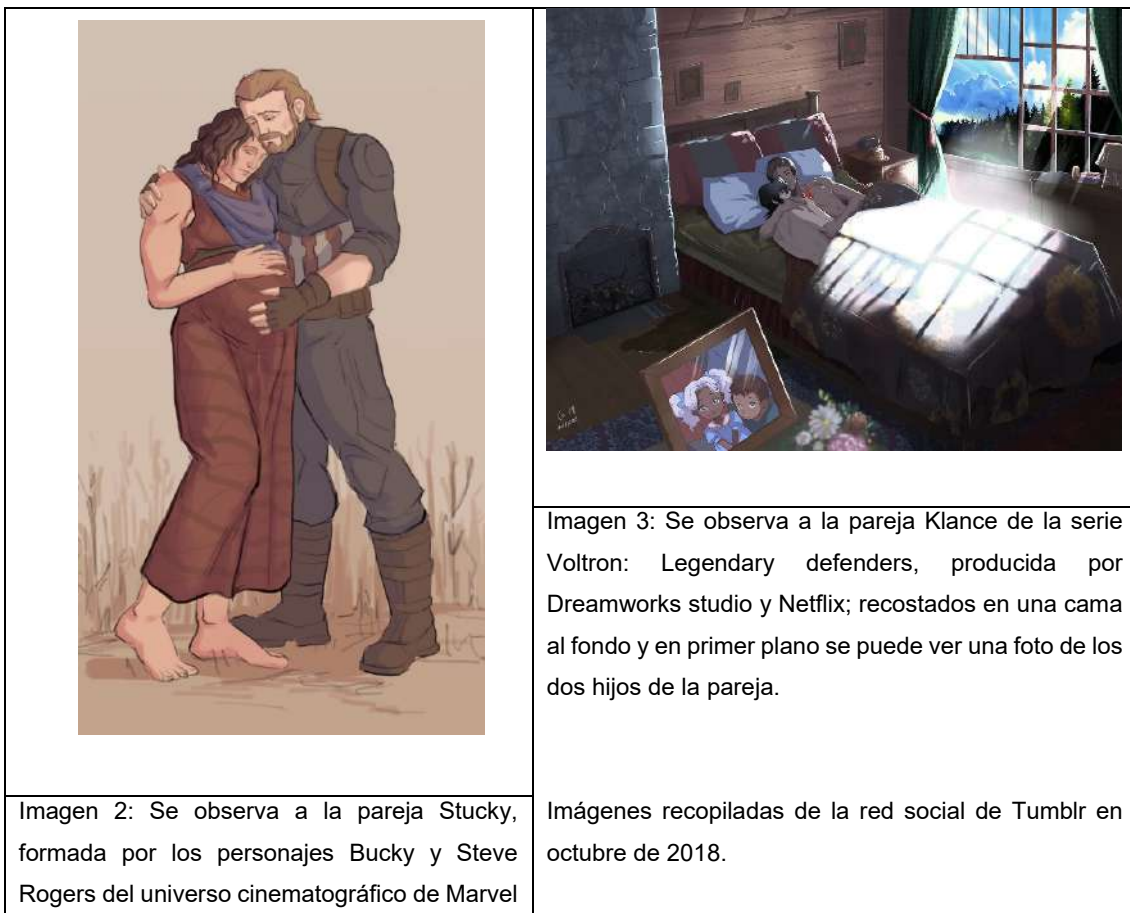 Imagen 3: Se observa a la pareja Klance de la serie
Voltron: Legendary defenders, producida por
Dreamworks studio y Netflix; recostados en una cama
al fondo y en primer plano se puede ver una foto de los
dos hijos de la pareja.
Imagen 2: Se observa a la pareja Stucky,
formada por los personajes Bucky y Steve
Rogers del universo cinematográfico de Marvel
Imágenes recopiladas de la red social de Tumblr en
octubre de 2018.